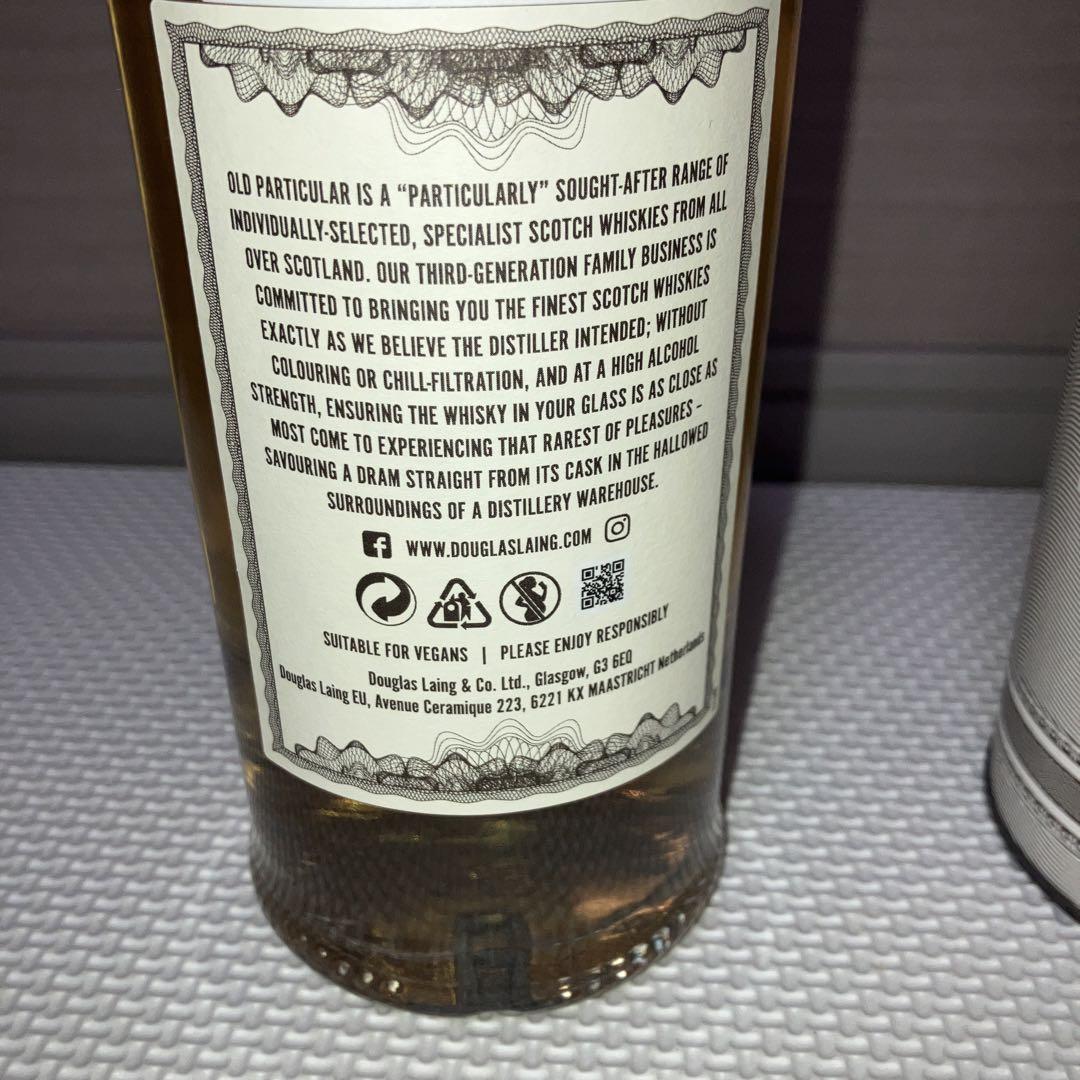 OLD PARTICULAR IS A “PARTICULARLY” SOUGHT-AFTER RANGE OF
INDIVIDUALLY-SELECTED, SPECIALIST SCOTCH WHISKIES FROM ALL
OVER SCOTLAND. OUR THIRD-GENERATION FAMILY BUSINESS IS
COMMITTED TO BRINGING YOU THE FINEST SCOTCH WHISKIES
EXACTLY AS WE BELIEVE THE DISTILLER INTENDED; WITHOUT
COLOURING OR CHILL-FILTRATION, AND AT A HIGH ALCOHOL
STRENGTH, ENSURING THE WHISKY IN YOUR GLASS IS AS CLOSE AS
MOST COME TO EXPERIENCING THAT RAREST OF PLEASURES –
SAVOURING A DRAM STRAIGHT FROM ITS CASK IN THE HALLOWED
SURROUNDINGS OF A DISTILLERY WAREHOUSE.
WWW.DOUGLASLAING.COM
SUITABLE FOR VEGANS | PLEASE ENJOY RESPONSIBLY
Douglas Laing & Co. Ltd., Glasgow, G3 6EQ
Douglas Laing EU, Avenue Ceramique 223, 6221 KX MAASTRICHT Netherlands